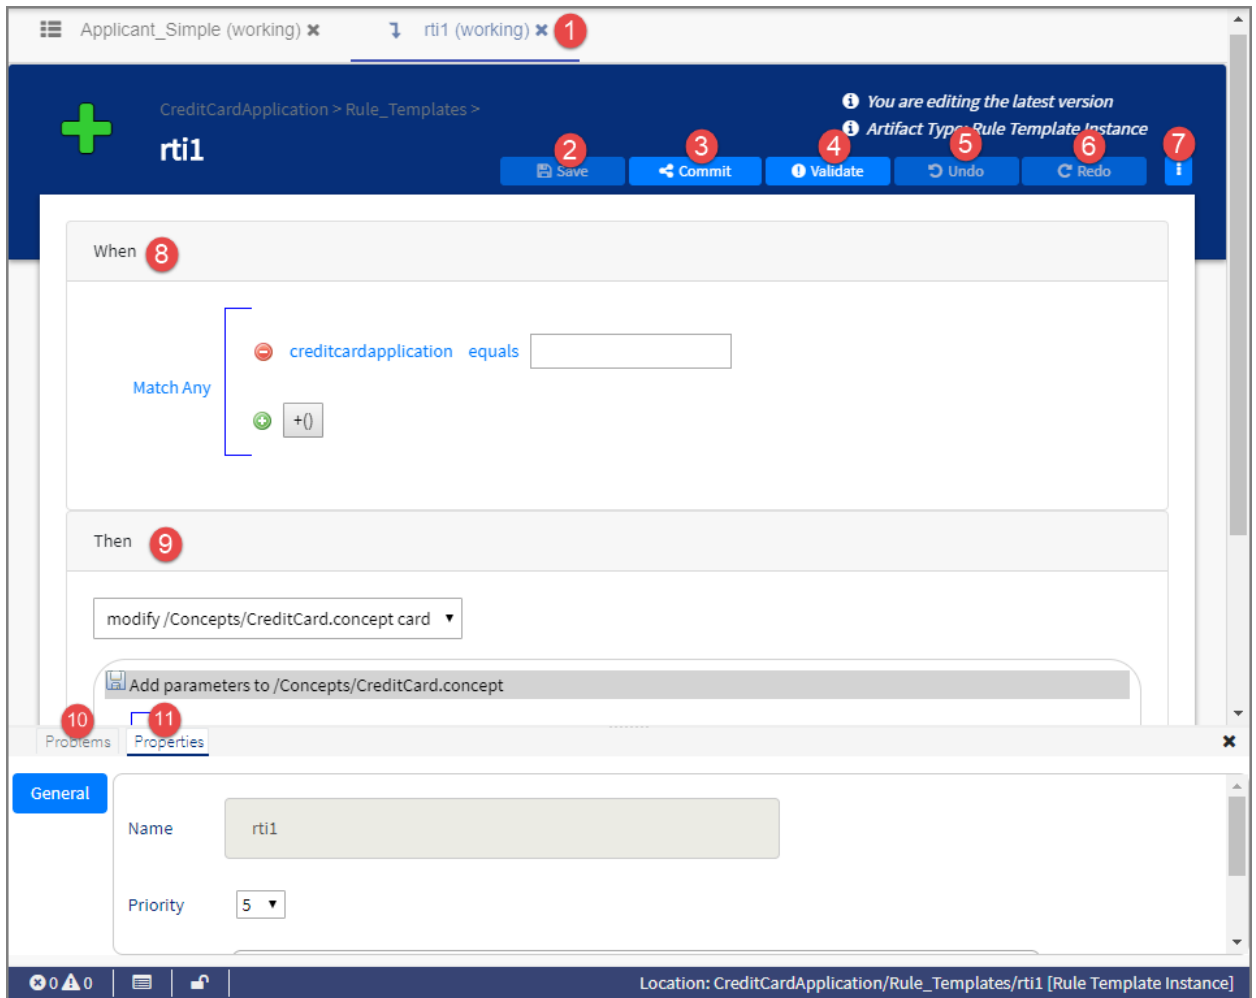 Applicant_Simple (working) ✖ rti1 (working) ✖ 1
CreditCardApplication > Rule_Templates >
You are editing the latest version
Artifact Type: Rule Template Instance
rti1
2 3 4 5 6 7
Save Commit Validate Undo Redo
When 8
creditcardapplication equals
Match Any
+()
Then 9
modify /Concepts/CreditCard.concept card
Add parameters to /Concepts/CreditCard.concept
10 11
Problems Properties
General
Name rti1
Priority 5
0 0 Location: CreditCardApplication/Rule_Templates/rti1 [Rule Template Instance]